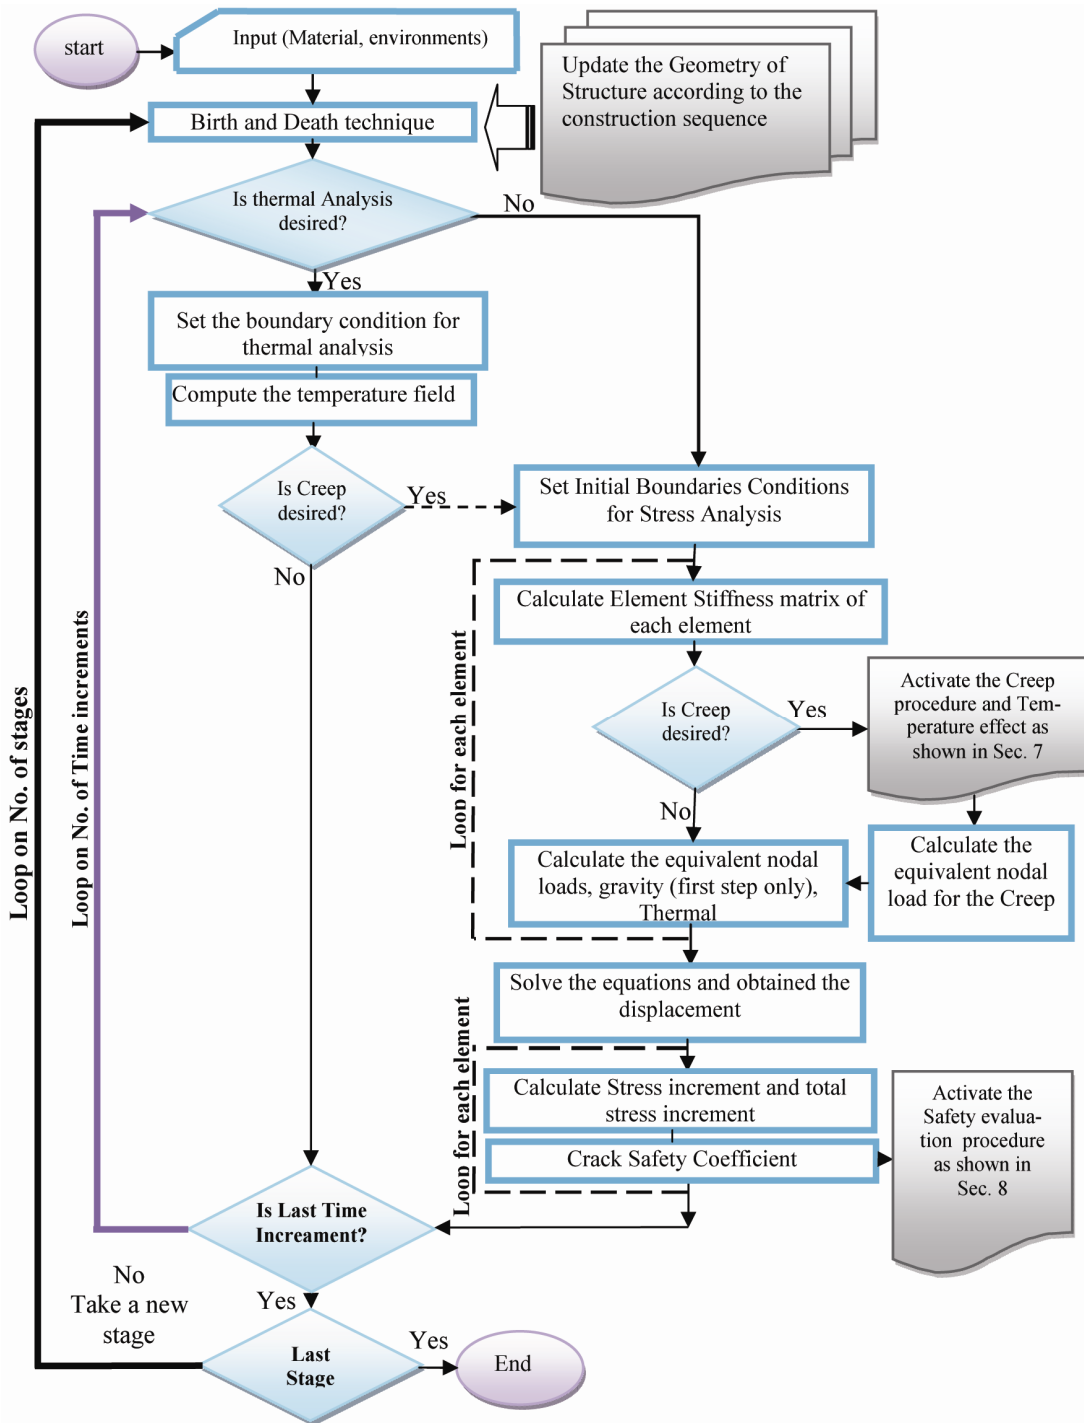 start
Input (Material, environments)
Update the Geometry of
Structure according to the
construction sequence
Birth and Death technique
Is thermal Analysis
desired?
No
Yes
Set the boundary condition for
thermal analysis
Compute the temperature field
Is Creep
desired?
Yes
No
Set Initial Boundaries Conditions
for Stress Analysis
Calculate Element Stiffness matrix of
each element
Is Creep
desired?
Yes
No
Activate the Creep
procedure and Tem-
perature effect as
shown in Sec. 7
Calculate the
equivalent nodal
load for the Creep
Calculate the equivalent nodal
loads, gravity (first step only),
Thermal
Loop for each element
Solve the equations and obtained the
displacement
Calculate Stress increment and total
stress increment
Crack Safety Coefficient
Loop for each element
Activate the
Safety evalua-
tion procedure
as shown in
Sec. 8
Loop on No. of stages
Loop on No. of Time increments
Is Last Time
Increament?
No
Take a new
stage
Yes
Last
Stage
Yes
End